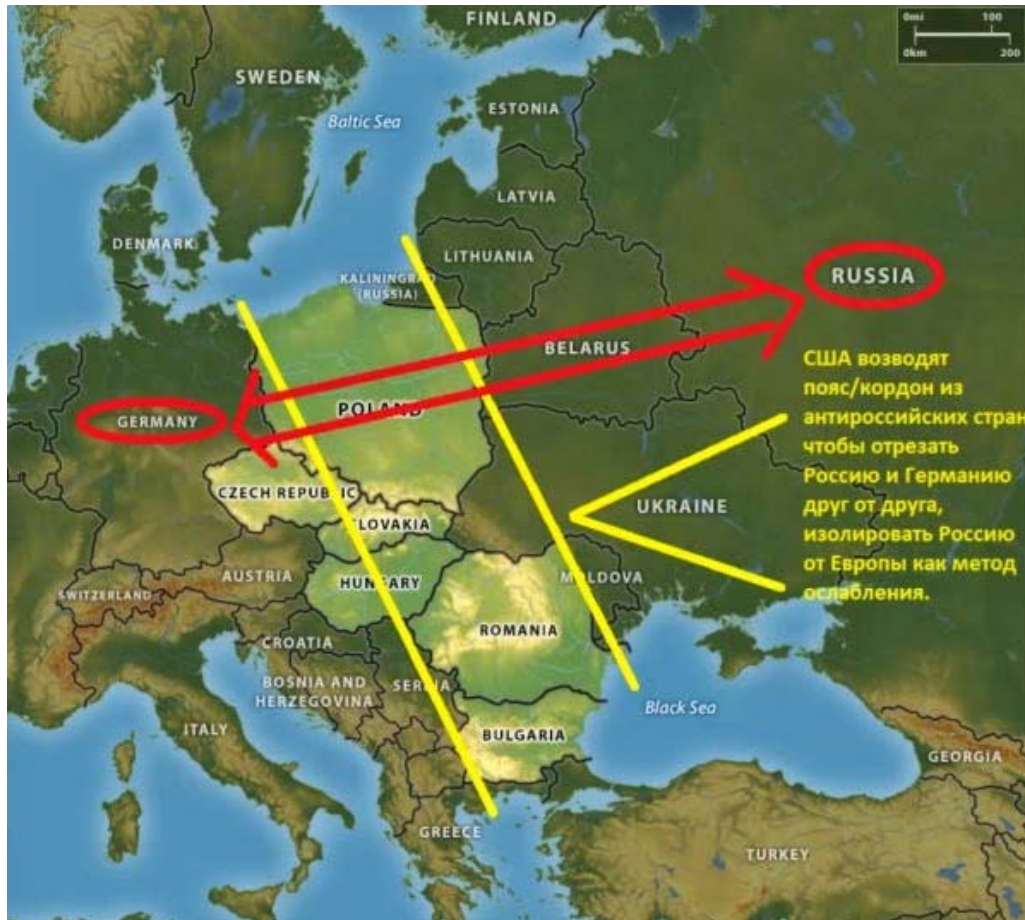 FINLAND
0mi 100
0km 200
SWEDEN
Baltic Sea
ESTONIA
LATVIA
DENMARK
LITHUANIA
KALININGRAD
(RUSSIA)
RUSSIA
BELARUS
США возводят
пояс/кордон из
антироссийских стран
чтобы отрезать
Россию и Германию
друг от друга,
изолировать Россию
от Европы как метод
ослабления.
GERMANY
POLAND
CZECH REPUBLIC
UKRAINE
SLOVAKIA
AUSTRIA
HUNGARY
MOLDOVA
SWITZERLAND
CROATIA
ROMANIA
BOSNIA AND
HERZEGOVINA
SERBIA
ITALY
Black Sea
BULGARIA
GEORGIA
GREECE
TURKEY